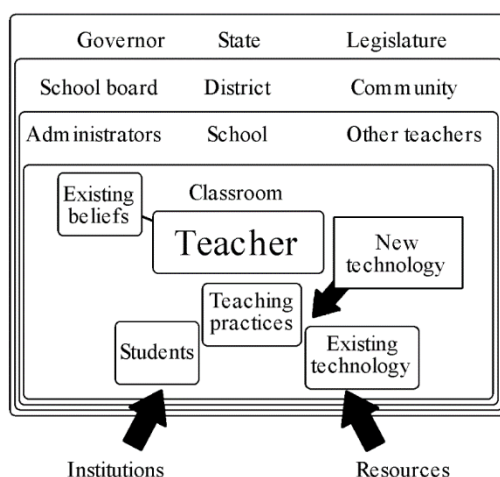 Governor State Legislature
School board District Community
Administrators School Other teachers
Existing
beliefs
Classroom
Teacher
New
technology
Teaching
practices
Students
Existing
technology
Institutions Resources